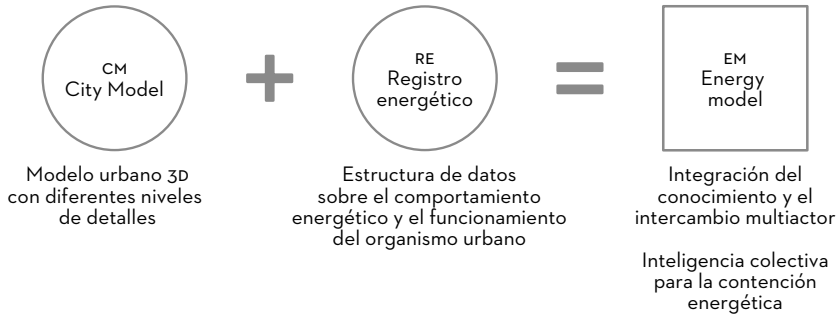 CM
City Model
+
RE
Registro
energético
=
EM
Energy
model
Modelo urbano 3D
con diferentes niveles
de detalles
Estructura de datos
sobre el comportamiento
energético y el funcionamiento
del organismo urbano
Integración del
conocimiento y el
intercambio multiactor
Inteligencia colectiva
para la contención
energética